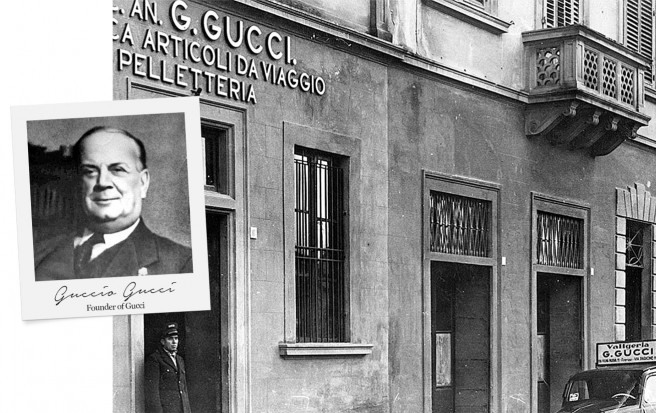 AN. G. GUCCI.
CA ARTICOLI DA VIAGGIO
PELLETTERIA
Guccio Gucci
Founder of Gucci
Valigeria
G. GUCCI